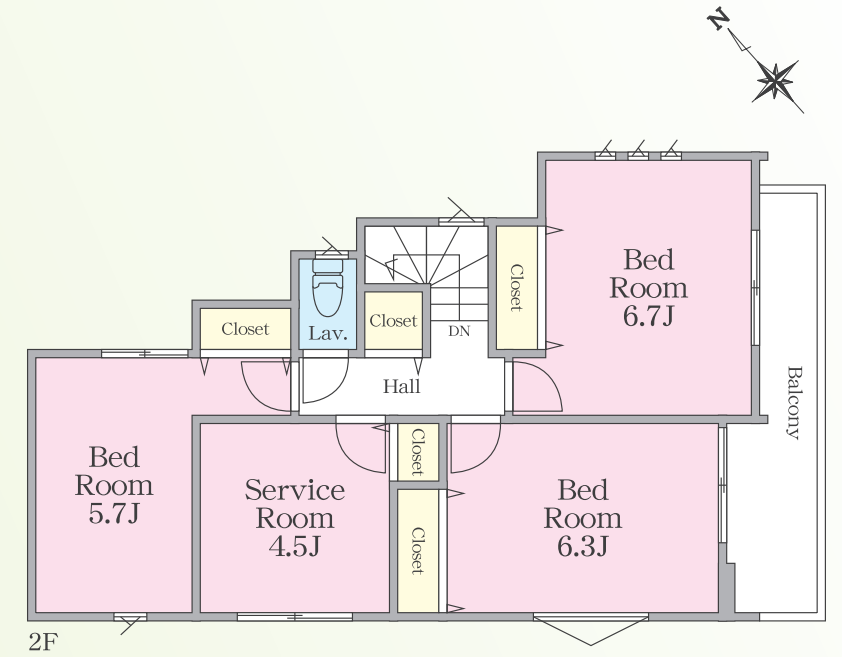 N
Bed
Room
6.7J
Closet
Closet
Lav.
Closet
DN
Hall
Balcony
Bed
Room
5.7J
Service
Room
4.5J
Closet
Closet
Bed
Room
6.3J
2F